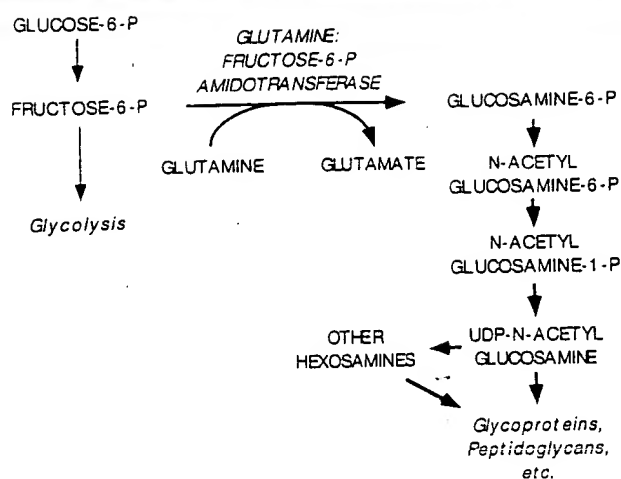 GLUCOSE-6-P
GLUTAMINE:
FRUCTOSE-6-P
AMIDOTRANSFERASE
FRUCTOSE-6-P
GLUCOSAMINE-6-P
GLUTAMINE
GLUTAMATE
N-ACETYL
GLUCOSAMINE-6-P
Glycolysis
N-ACETYL
GLUCOSAMINE-1-P
OTHER
HEXOSAMINES
UDP-N-ACETYL
GLUCOSAMINE
Glycoproteins,
Peptidoglycans,
etc.